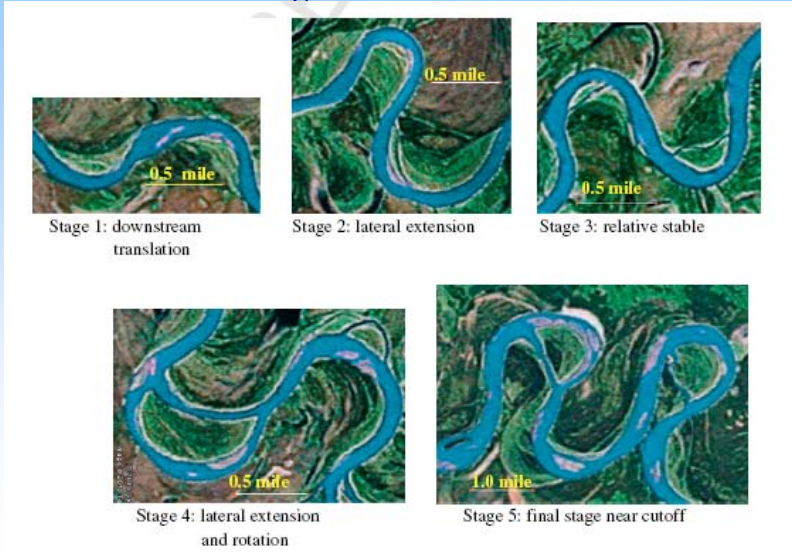 0.5 mile
0.5 mile
0.5 mile
Stage 1: downstream
translation
Stage 2: lateral extension
Stage 3: relative stable
0.5 mile
1.0 mile
Stage 4: lateral extension
and rotation
Stage 5: final stage near cutoff